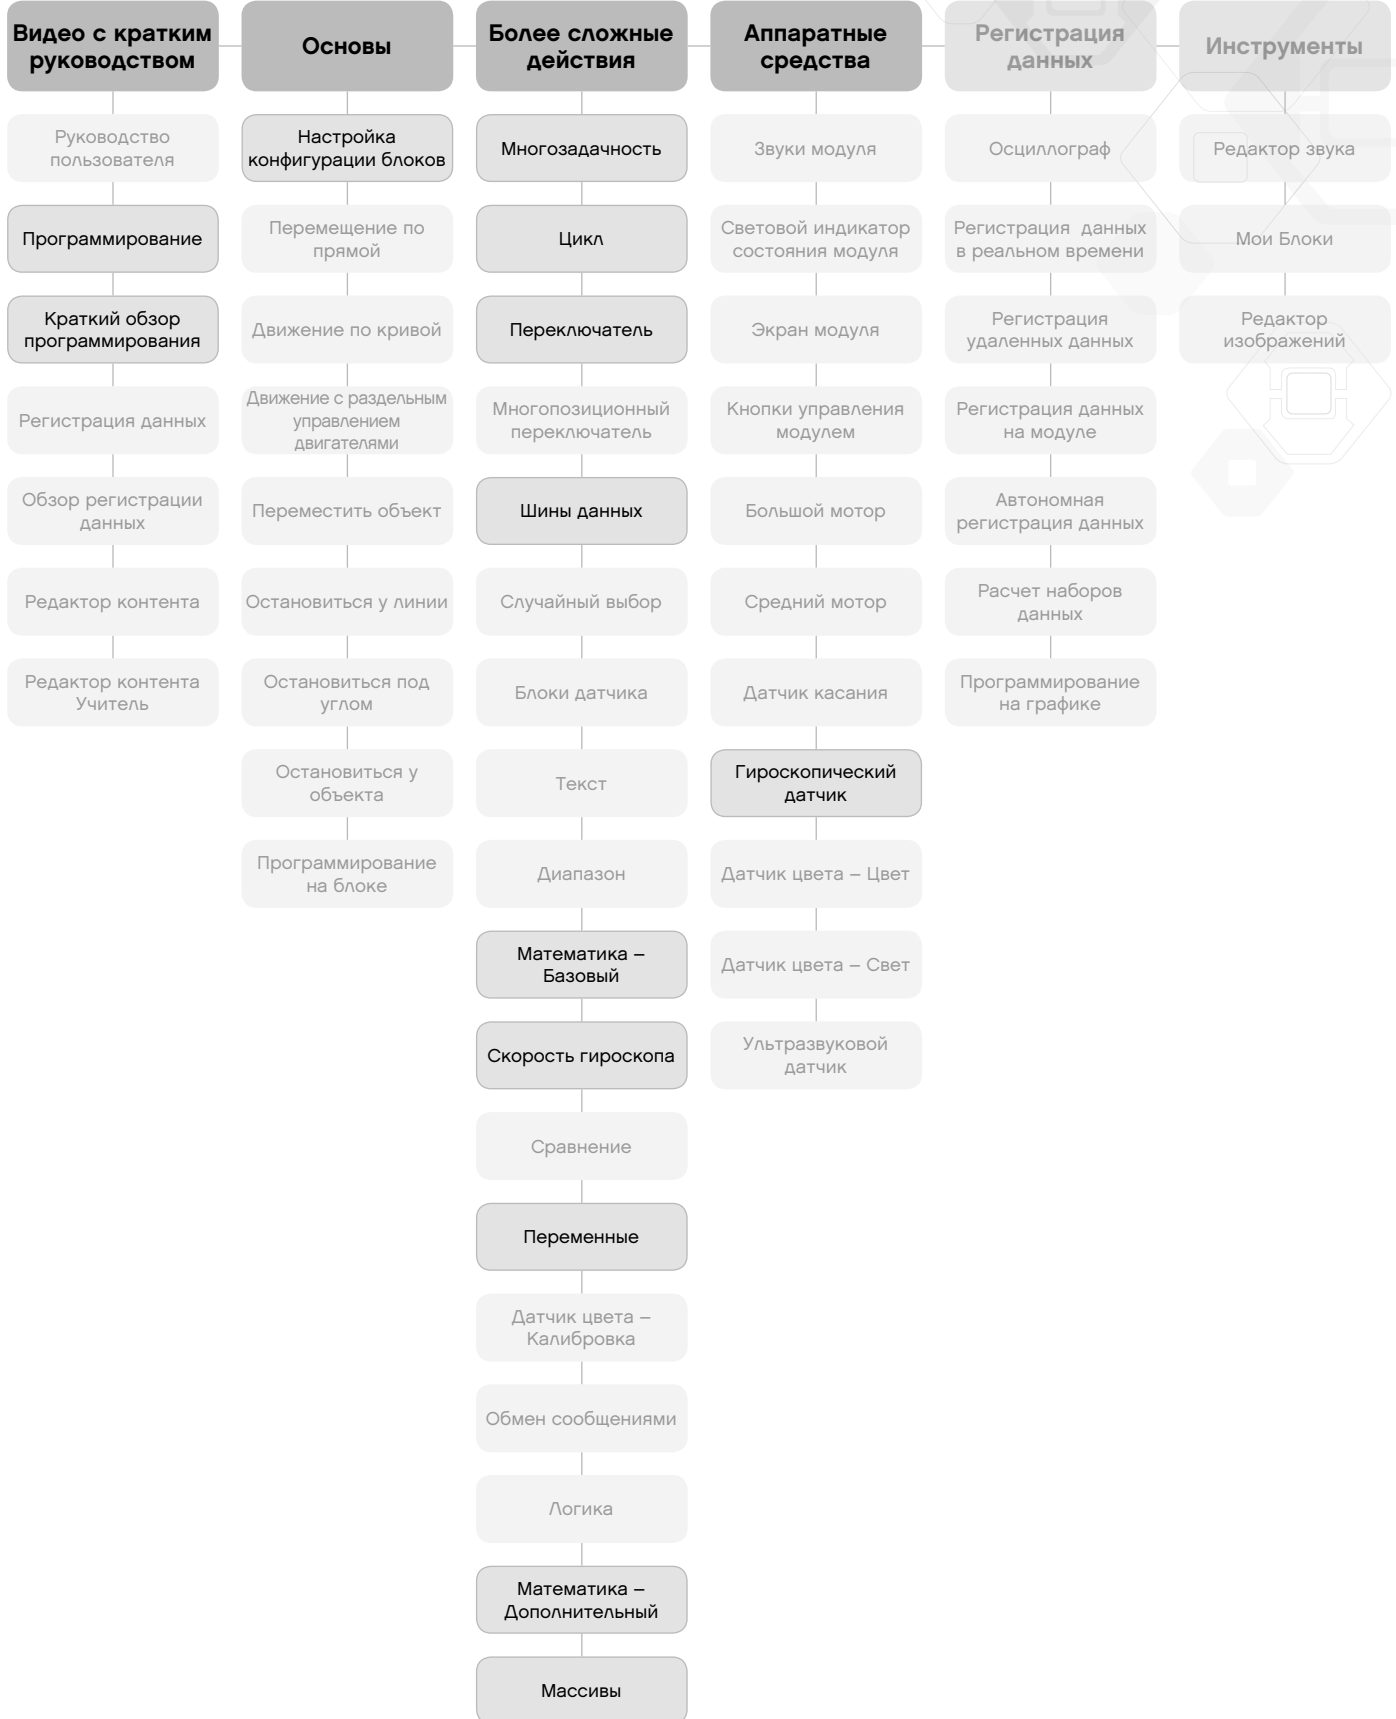 Видео с кратким
руководством
Руководство
пользователя
Программирование
Краткий обзор
программирования
Регистрация данных
Обзор регистрации
данных
Редактор контента
Редактор контента
Учитель
Основы
Настройка
конфигурации блоков
Перемещение по
прямой
Движение по кривой
Движение с раздельным
управлением
двигателями
Переместить объект
Остановиться у линии
Остановиться под
углом
Остановиться у
объекта
Программирование
на блоке
Более сложные
действия
Многозадачность
Цикл
Переключатель
Многопозиционный
переключатель
Шины данных
Случайный выбор
Блоки датчика
Текст
Диапазон
Математика –
Базовый
Скорость гироскопа
Сравнение
Переменные
Датчик цвета –
Калибровка
Обмен сообщениями
Логика
Математика –
Дополнительный
Массивы
Аппаратные
средства
Звуки модуля
Световой индикатор
состояния модуля
Экран модуля
Кнопки управления
модулем
Большой мотор
Средний мотор
Датчик касания
Гироскопический
датчик
Датчик цвета – Цвет
Датчик цвета – Свет
Ультразвуковой
датчик
Регистрация
данных
Осциллограф
Регистрация данных
в реальном времени
Регистрация
удаленных данных
Регистрация данных
на модуле
Автономная
регистрация данных
Расчет наборов
данных
Программирование
на графике
Инструменты
Редактор звука
Мои Блоки
Редактор
изображений